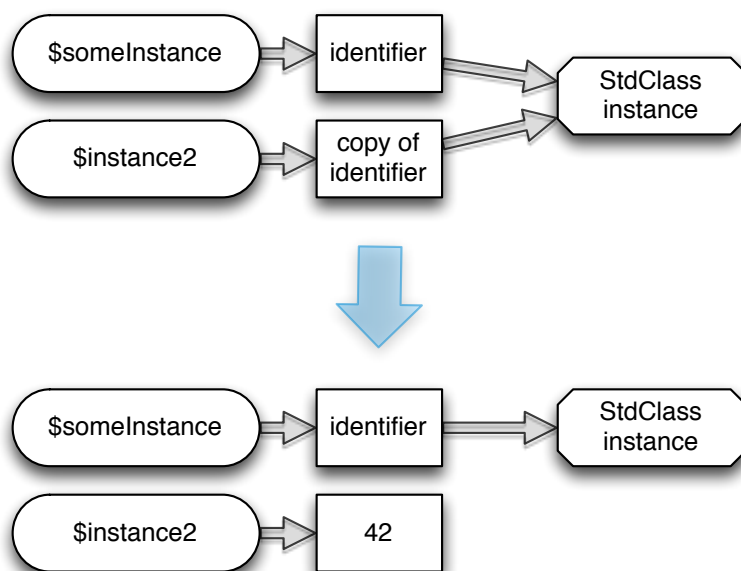 $someInstance
identifier
StdClass
instance
$instance2
copy of
identifier
$someInstance
identifier
StdClass
instance
$instance2
42